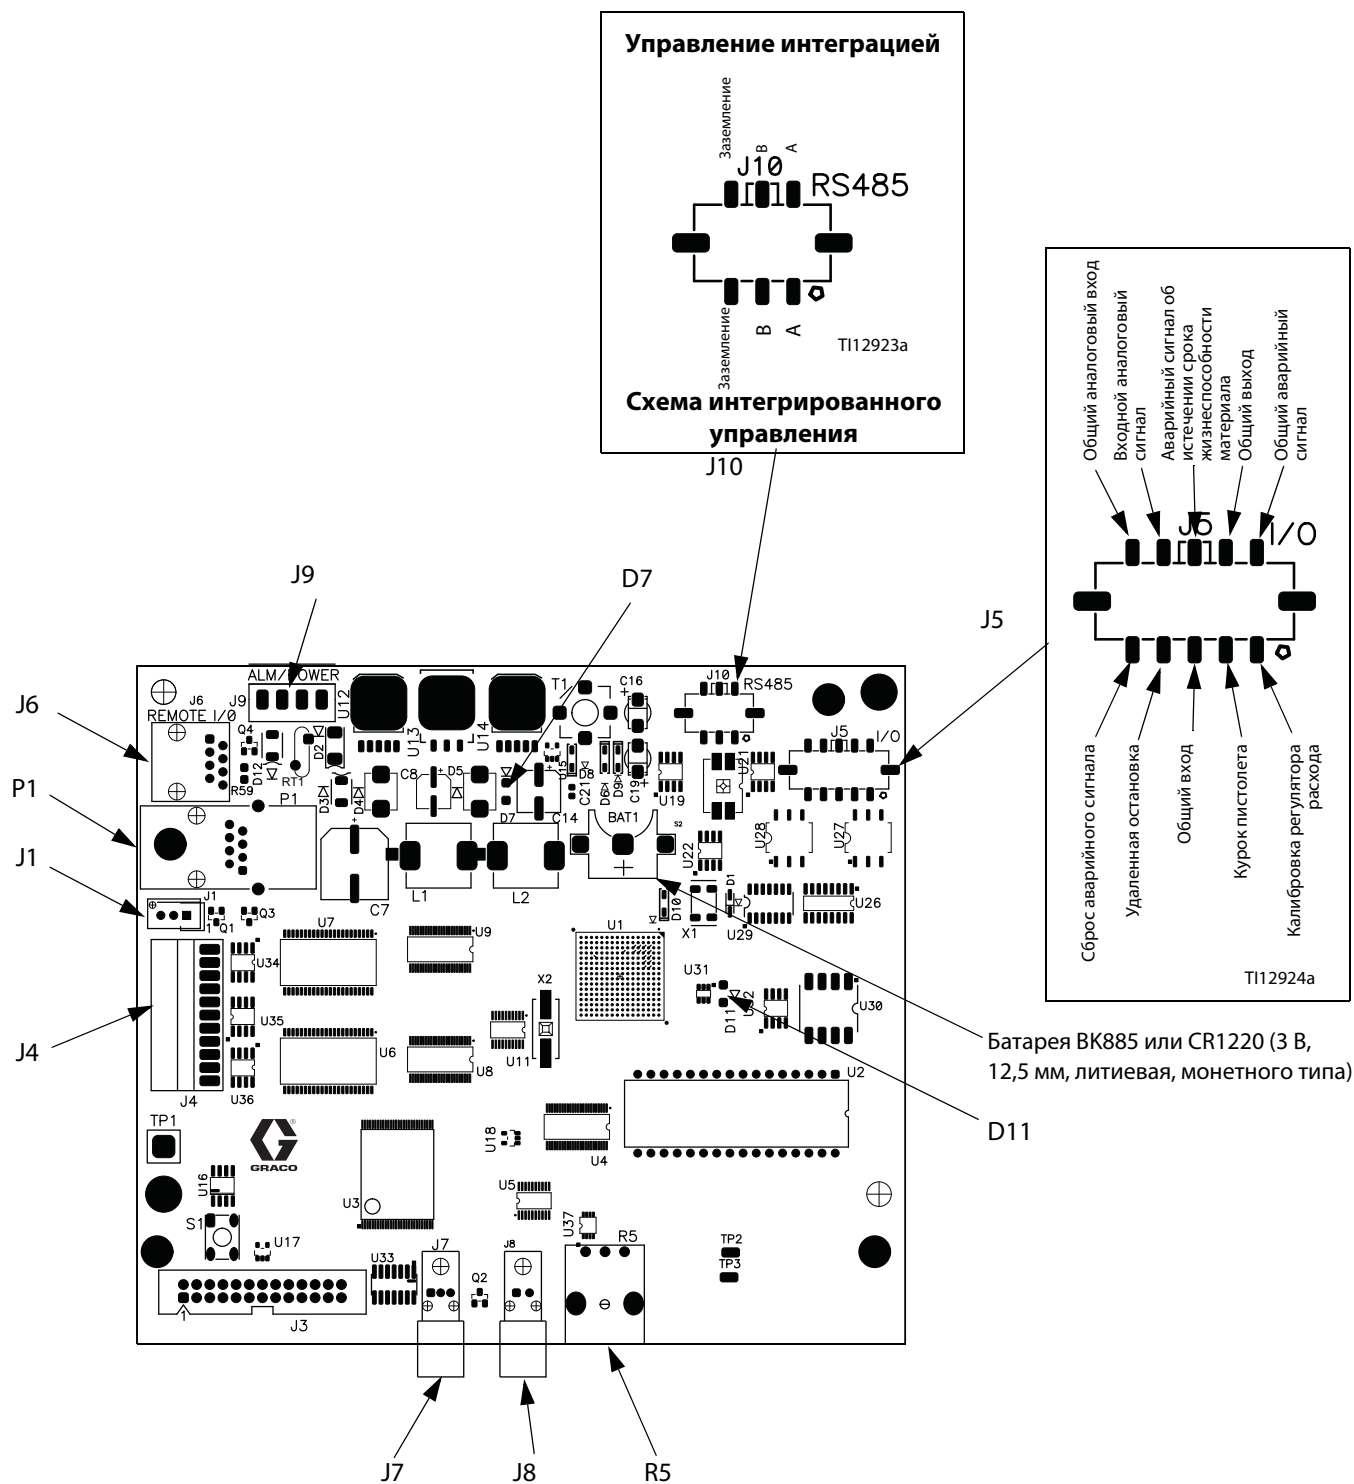 Управление интеграцией
Заземление
B
A
J10
RS485
Заземление
B
A
TI12923a
Схема интегрированного
управления
J10
Общий аналоговый вход
Входной аналоговый
сигнал
Аварийный сигнал об
истечении срока
жизнеспособности
материала
Общий выход
Общий аварийный
сигнал
J5
I/O
Сброс аварийного сигнала
Удаленная остановка
Общий вход
Курок пистолета
Калибровка регулятора
расхода
TI12924a
J9
D7
J5
J6
P1
J1
J4
ALM/POWER
J9
J6
REMOTE I/O
Q4
D12
R59
RT1
D2
U12
U13
U14
T1
C16
J10
RS485
J5
I/O
P1
D3
D4
C8
D5
D7
C15
C14
C21
D8
D6
D9
C19
U19
U21
BAT1
S2
U22
U28
U27
C7
L1
L2
J1
1
Q1
Q3
U7
U9
U1
D10
X1
D1
U29
U26
U34
U35
U36
J4
U6
U8
U11
X2
U31
D11
U32
U30
U2
Батарея BK885 или CR1220 (3 В,
12,5 мм, литиевая, монетного типа)
D11
TP1
GRACO
U16
S1
U17
U3
U18
U4
U5
U37
U33
J7
J8
Q2
R5
TP2
TP3
1
J3
J7
J8
R5